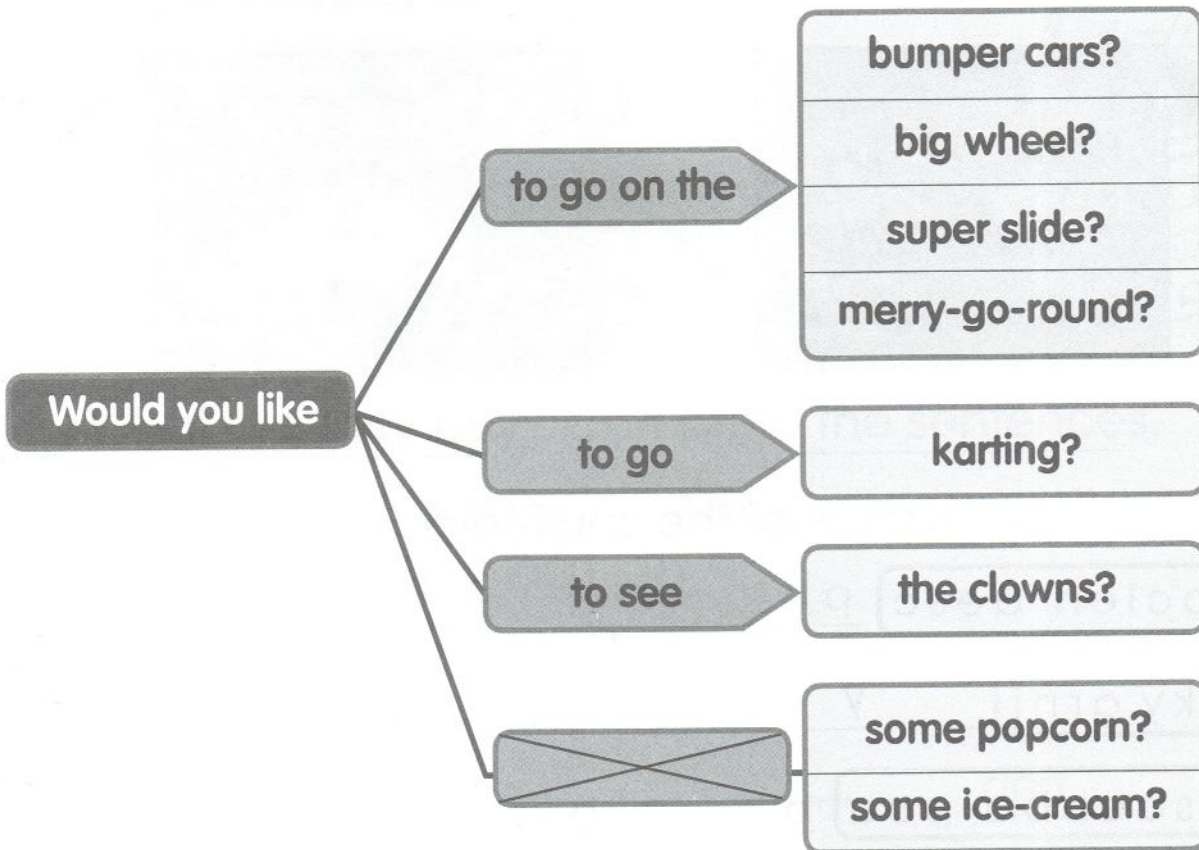 bumper cars?
big wheel?
to go on the
super slide?
merry-go-round?
Would you like
to go
karting?
to see
the clowns?
some popcorn?
some ice-cream?